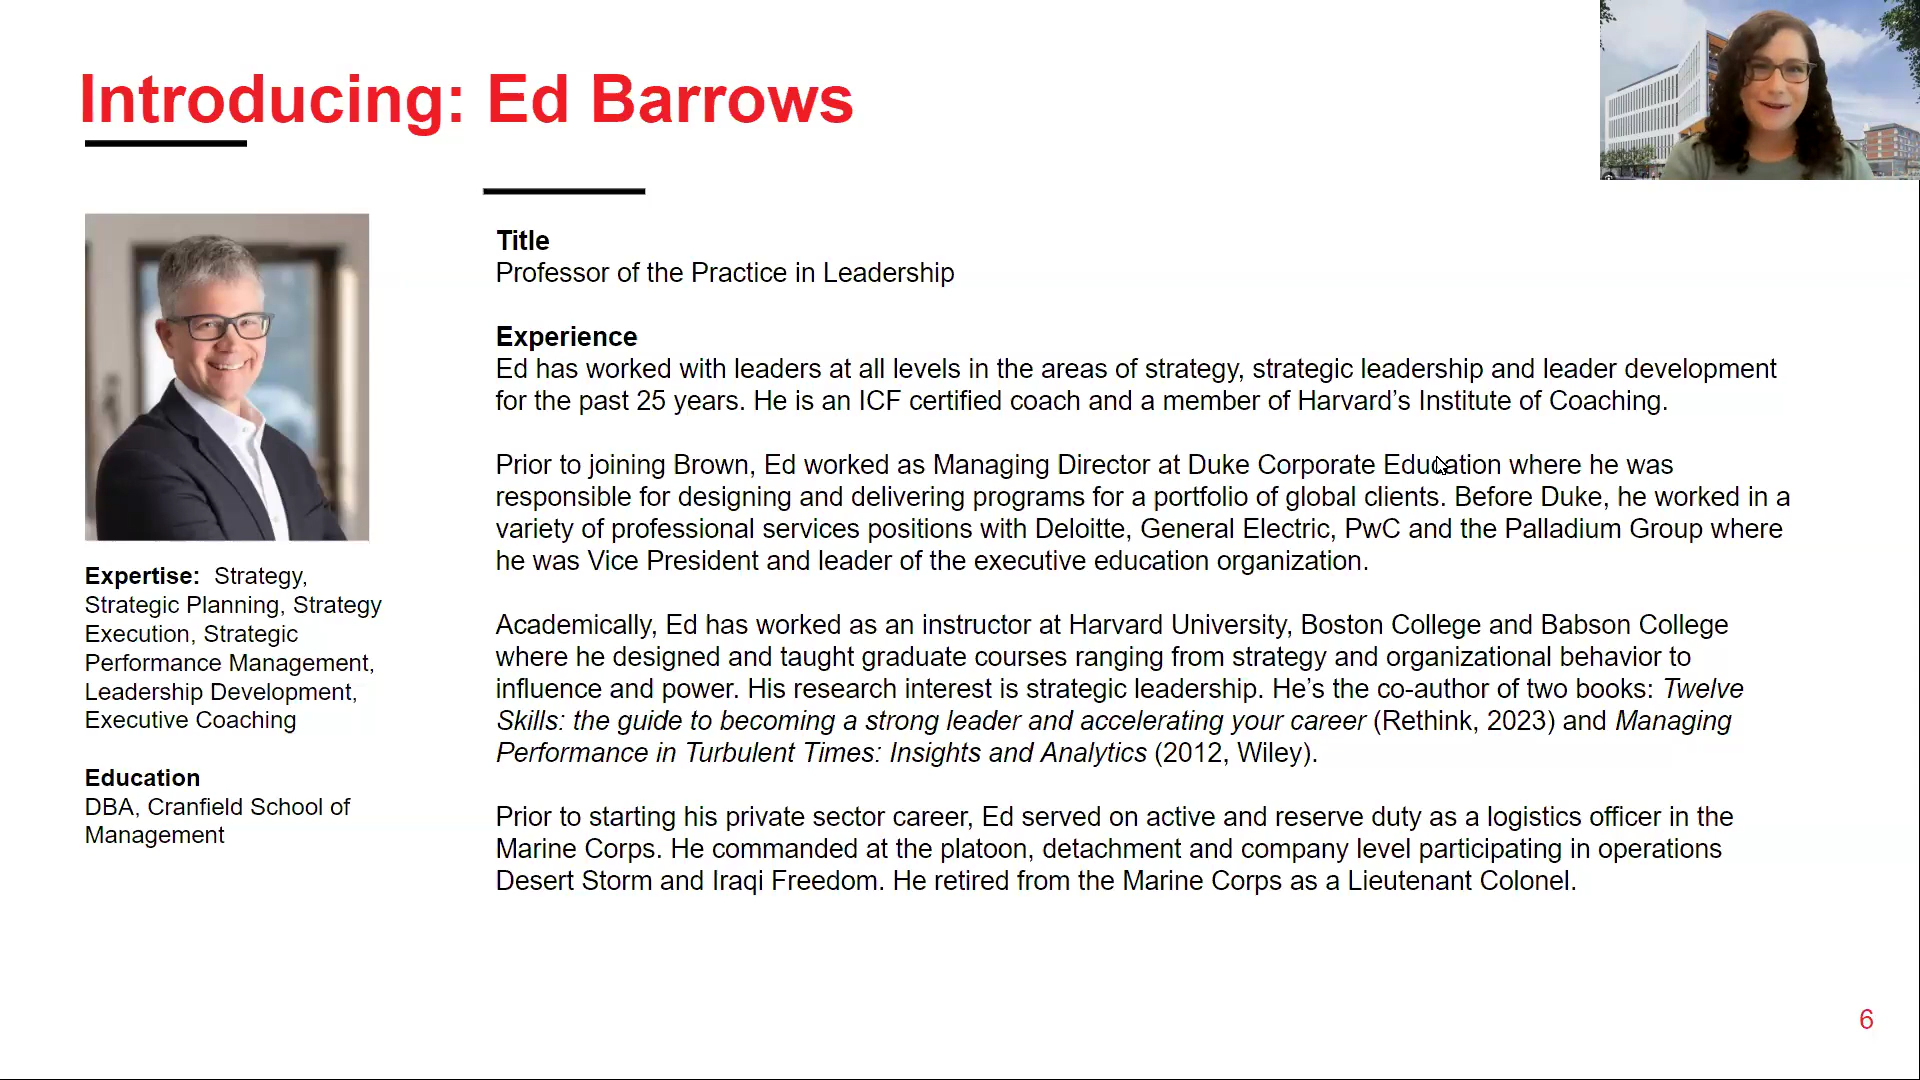 Introducing: Ed Barrows
Expertise: Strategy,
Strategic Planning, Strategy
Execution, Strategic
Performance Management,
Leadership Development,
Executive Coaching
Education
DBA, Cranfield School of
Management
Title
Professor of the Practice in Leadership
Experience
Ed has worked with leaders at all levels in the areas of strategy, strategic leadership and leader development
for the past 25 years. He is an ICF certified coach and a member of Harvard’s Institute of Coaching.
Prior to joining Brown, Ed worked as Managing Director at Duke Corporate Education where he was
responsible for designing and delivering programs for a portfolio of global clients. Before Duke, he worked in a
variety of professional services positions with Deloitte, General Electric, PwC and the Palladium Group where
he was Vice President and leader of the executive education organization.
Academically, Ed has worked as an instructor at Harvard University, Boston College and Babson College
where he designed and taught graduate courses ranging from strategy and organizational behavior to
influence and power. His research interest is strategic leadership. He’s the co-author of two books: Twelve
Skills: the guide to becoming a strong leader and accelerating your career (Rethink, 2023) and Managing
Performance in Turbulent Times: Insights and Analytics (2012, Wiley).
Prior to starting his private sector career, Ed served on active and reserve duty as a logistics officer in the
Marine Corps. He commanded at the platoon, detachment and company level participating in operations
Desert Storm and Iraqi Freedom. He retired from the Marine Corps as a Lieutenant Colonel.
6